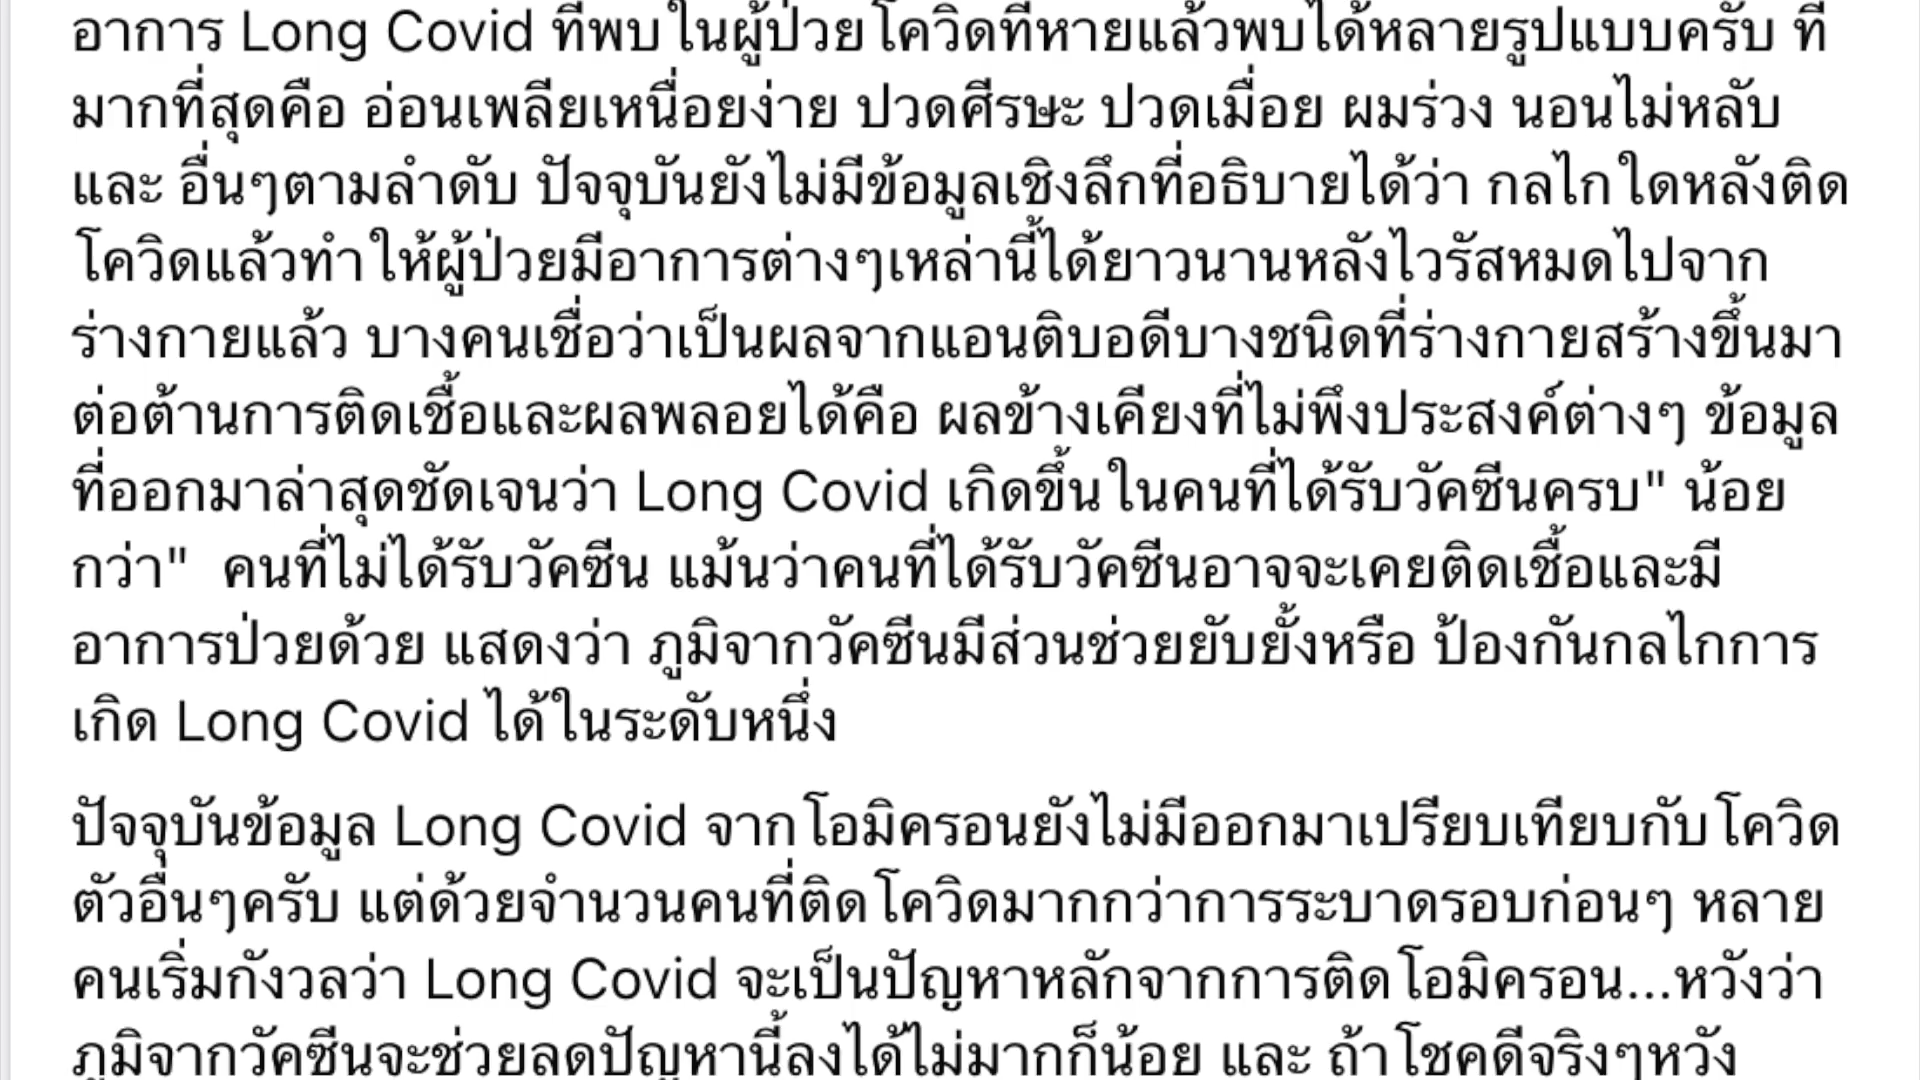 อาการ Long Covid ที่พบในผู้ป่วยโควิดที่หายแล้วพบได้หลายรูปแบบครับ ที่
มากที่สุดคือ อ่อนเพลียเหนื่อยง่าย ปวดศีรษะ ปวดเมื่อย ผมร่วง นอนไม่หลับ
และ อื่นๆตามลำดับ ปัจจุบันยังไม่มีข้อมูลเชิงลึกที่อธิบายได้ว่า กลไกใดหลังติด
โควิดแล้วทำให้ผู้ป่วยมีอาการต่างๆเหล่านี้ได้ยาวนานหลังไวรัสหมดไปจาก
ร่างกายแล้ว บางคนเชื่อว่าเป็นผลจากแอนติบอดีบางชนิดที่ร่างกายสร้างขึ้นมา
ต่อต้านการติดเชื้อและผลพลอยได้คือ ผลข้างเคียงที่ไม่พึงประสงค์ต่างๆ ข้อมูล
ที่ออกมาล่าสุดชัดเจนว่า Long Covid เกิดขึ้นในคนที่ได้รับวัคซีนครบ" น้อย
กว่า"  คนที่ไม่ได้รับวัคซีน แม้นว่าคนที่ได้รับวัคซีนอาจจะเคยติดเชื้อและมี
อาการป่วยด้วย แสดงว่า ภูมิจากวัคซีนมีส่วนช่วยยับยั้งหรือ ป้องกันกลไกการ
เกิด Long Covid ได้ในระดับหนึ่ง
ปัจจุบันข้อมูล Long Covid จากโอมิครอนยังไม่มีออกมาเปรียบเทียบกับโควิด
ตัวอื่นๆครับ แต่ด้วยจำนวนคนที่ติดโควิดมากกว่าการระบาดรอบก่อนๆ หลาย
คนเริ่มกังวลว่า Long Covid จะเป็นปัญหาหลักจากการติดโอมิครอน...หวังว่า
ภูมิจากวัคซีนจะช่วยลดปัญหานี้ลงได้ไม่มากก็น้อย และ ถ้าโชคดีจริงๆหวัง